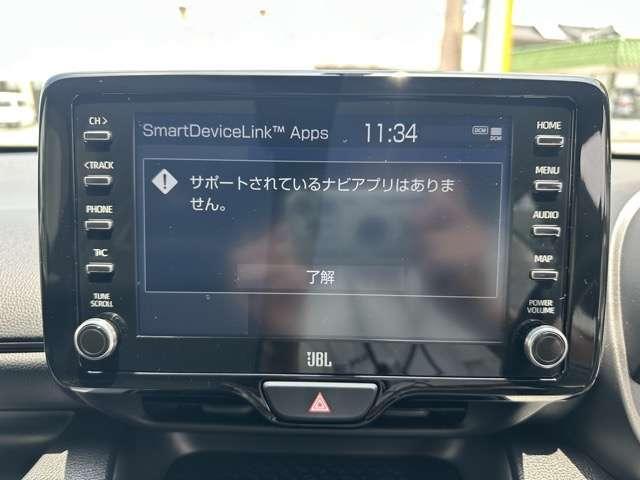 CH >
< TRACK
PHONE
T/C
TUNE
SCROLL
SmartDeviceLink™ Apps 11:34 DCM
サポートされているナビアプリはありま
せん。
了解
HOME
MENU
AUDIO
MAP
POWER
VOLUME
JBL